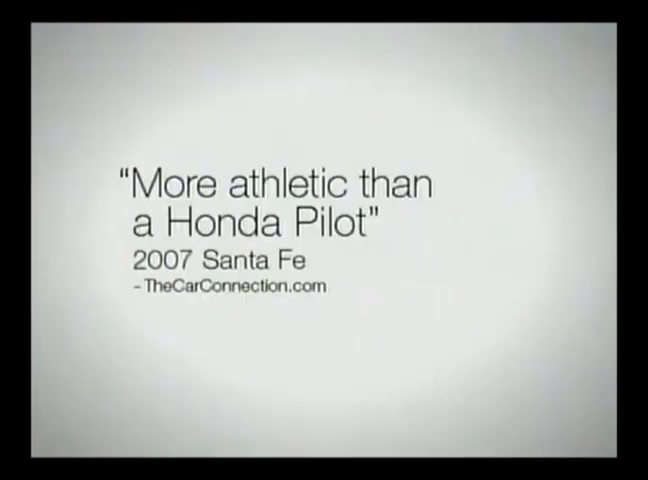 "More athletic than
a Honda Pilot"
2007 Santa Fe
- TheCarConnection.com